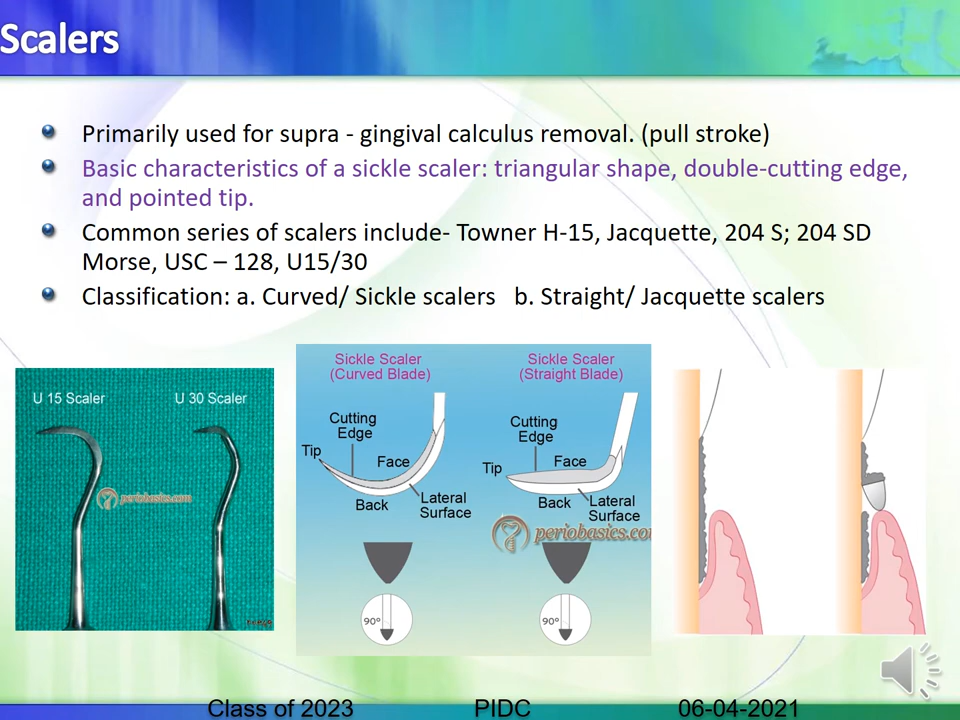 Scalers
Primarily used for supra - gingival calculus removal. (pull stroke)
Basic characteristics of a sickle scaler: triangular shape, double-cutting edge,
and pointed tip.
Common series of scalers include- Towner H-15, Jacquette, 204 S; 204 SD
Morse, USC – 128, U15/30
Classification: a. Curved/ Sickle scalers b. Straight/ Jacquette scalers
U 15 Scaler
U 30 Scaler
periobasics.com
Sickle Scaler
(Curved Blade)
Cutting
Edge
Tip
Face
Back
Lateral
Surface
90°
Sickle Scaler
(Straight Blade)
Cutting
Edge
Tip
Face
Back
Lateral
Surface
periobasics.com
90°
Class of 2023 PIDC 06-04-2021